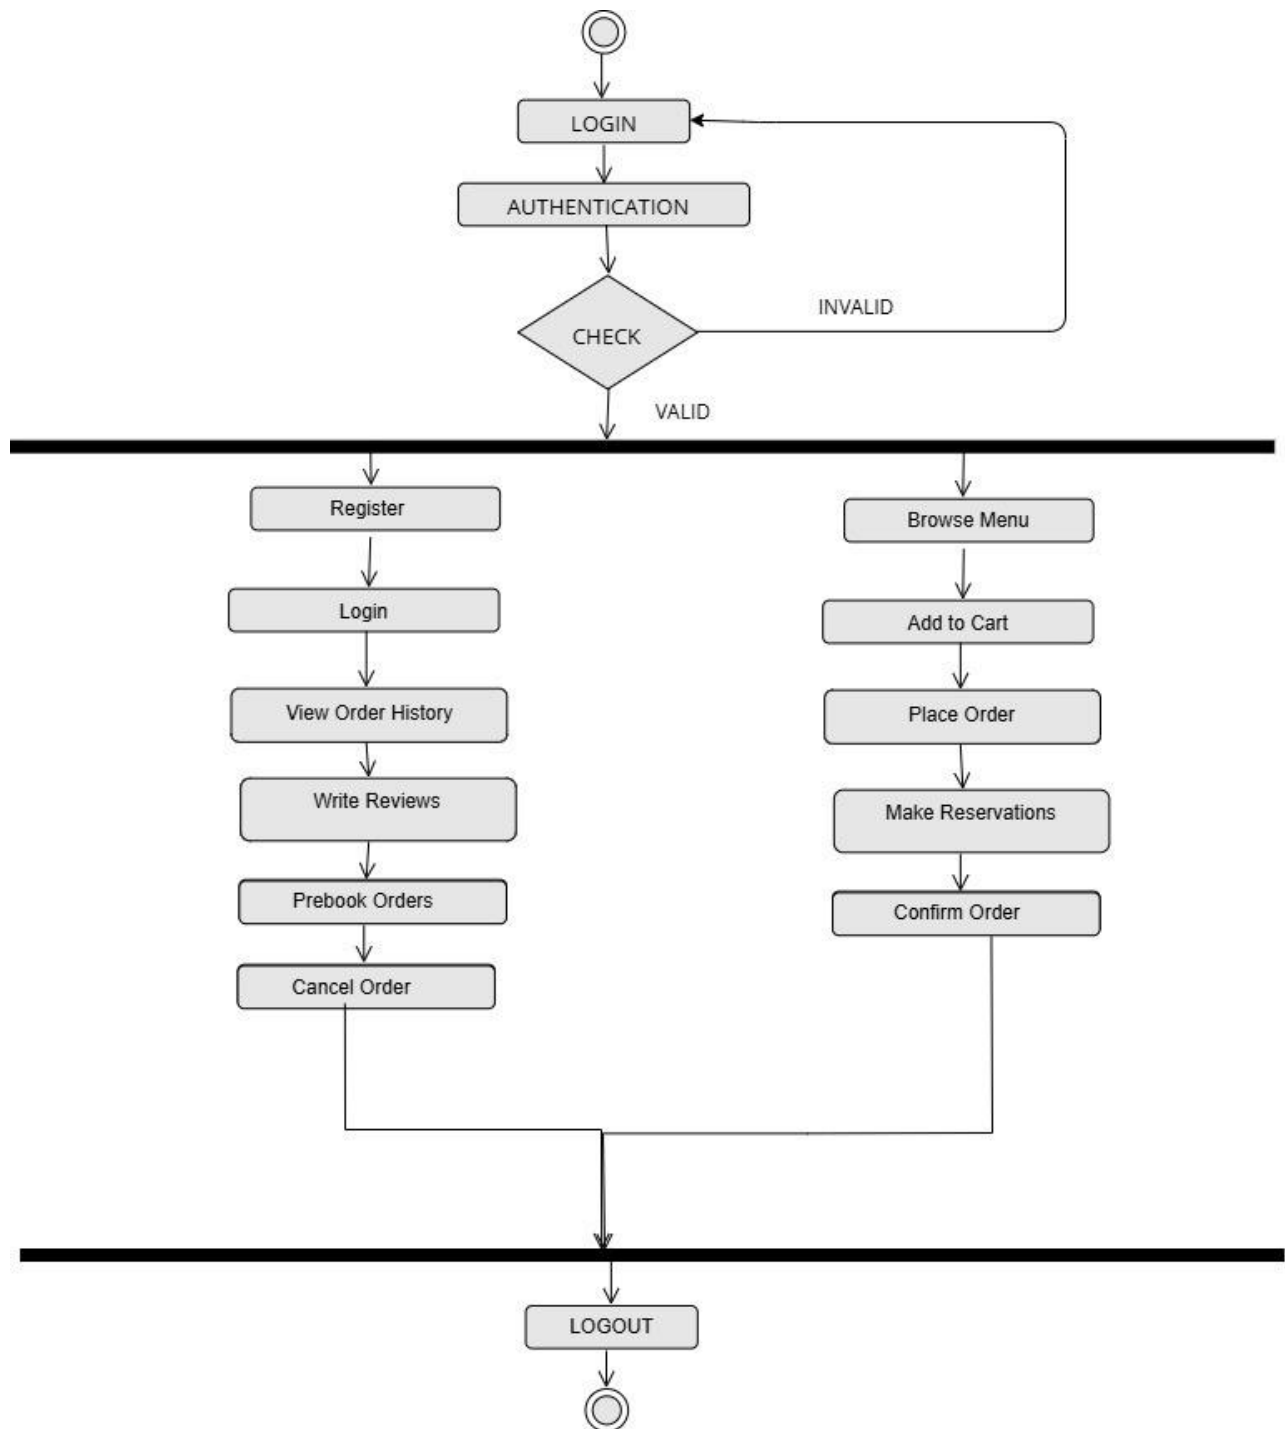 LOGIN
AUTHENTICATION
CHECK
INVALID
VALID
Register
Login
View Order History
Write Reviews
Prebook Orders
Cancel Order
Browse Menu
Add to Cart
Place Order
Make Reservations
Confirm Order
LOGOUT